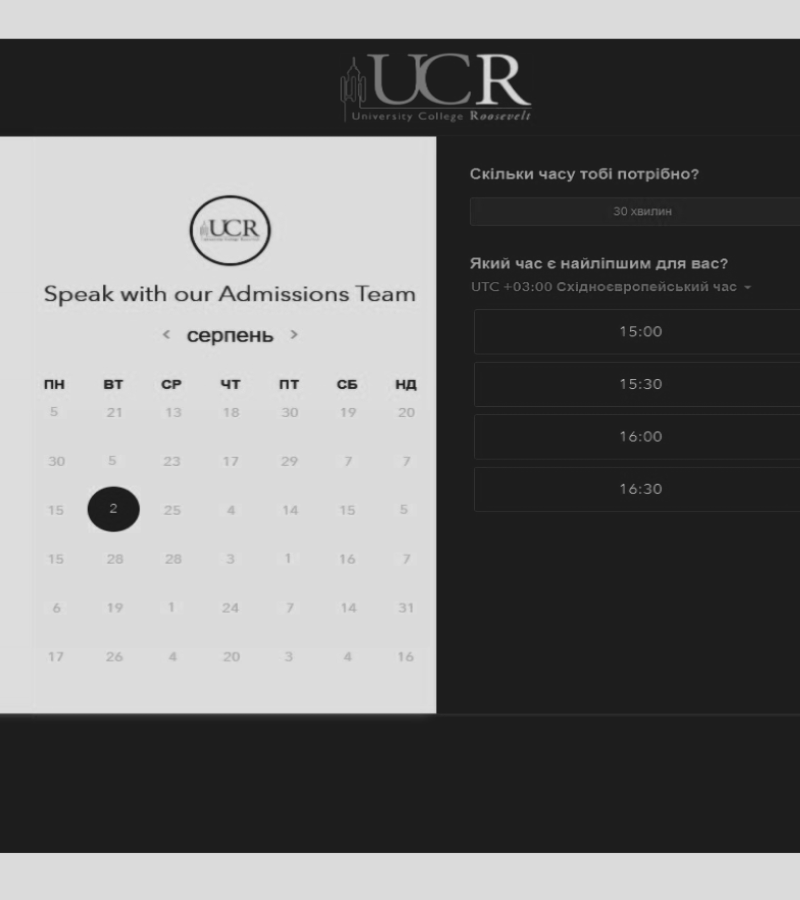 UCR
University College Roosevelt
UCR
Speak with our Admissions Team
< серпень >
ПН ВТ СР ЧТ ПТ СБ НД
5 21 13 18 30 19 20
30 5 23 17 29 7 7
15 2 25 4 14 15 5
15 28 28 3 1 16 7
6 19 1 24 7 14 31
17 26 4 20 3 4 16
Скільки часу тобі потрібно?
30 хвилин
Який час є найліпшим для вас?
UTC +03:00 Східноєвропейський час
15:00
15:30
16:00
16:30